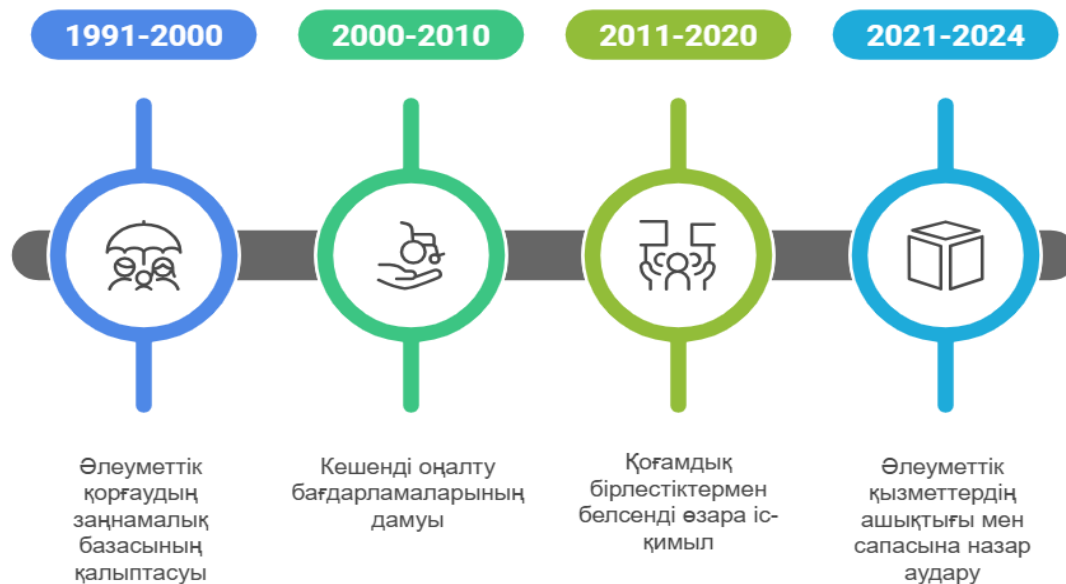 1991-2000
2000-2010
2011-2020
2021-2024
Әлеуметтік
қорғаудың
заңнамалық
базасының
қалыптасуы
Кешенді оңалту
бағдарламаларының
дамуы
Қоғамдық
бірлестіктермен
белсенді өзара іс-
қимыл
Әлеуметтік
қызметтердің
ашықтығы мен
сапасына назар
аудару